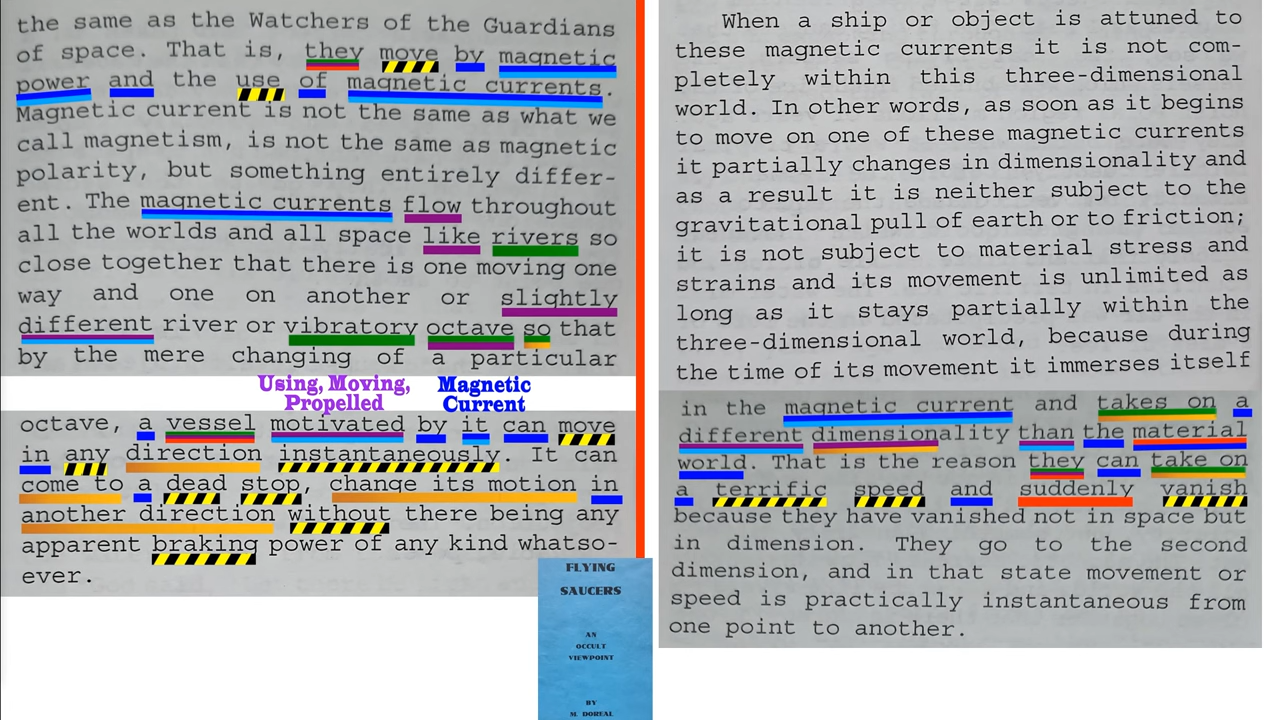 the same as the Watchers of the Guardians
of space. That is, they move by magnetic
power and the use of magnetic currents.
Magnetic current is not the same as what we
call magnetism, is not the same as magnetic
polarity, but something entirely differ-
ent. The magnetic currents flow throughout
all the worlds and all space like rivers so
close together that there is one moving one
way and one on another or slightly
different river or vibratory octave so that
by the mere changing of a particular
Using, Moving,
Propelled
Magnetic
Current
octave, a vessel motivated by it can move
in any direction instantaneously. It can
come to a dead stop, change its motion in
another direction without there being any
apparent braking power of any kind whatso-
ever.
FLYING
SAUCERS
AN
OCCULT
VIEWPOINT
BY
M. DOREAL
When a ship or object is attuned to
these magnetic currents it is not com-
pletely within this three-dimensional
world. In other words, as soon as it begins
to move on one of these magnetic currents
it partially changes in dimensionality and
as a result it is neither subject to the
gravitational pull of earth or to friction;
it is not subject to material stress and
strains and its movement is unlimited as
long as it stays partially within the
three-dimensional world, because during
the time of its movement it immerses itself
in the magnetic current and takes on a
different dimensionality than the material
world. That is the reason they can take on
a terrific speed and suddenly vanish
because they have vanished not in space but
in dimension. They go to the second
dimension, and in that state movement or
speed is practically instantaneous from
one point to another.